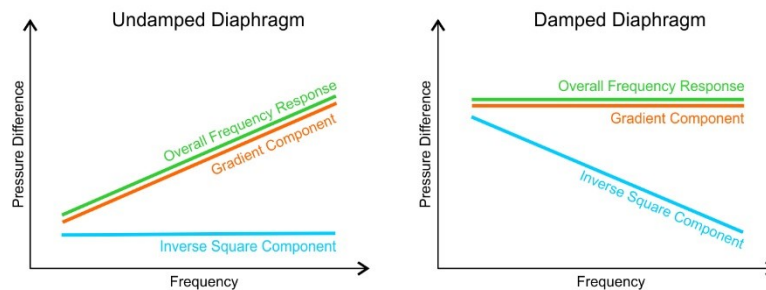 Undamped Diaphragm
Pressure Difference
Overall Frequency Response
Gradient Component
Inverse Square Component
Frequency
Damped Diaphragm
Pressure Difference
Overall Frequency Response
Gradient Component
Inverse Square Component
Frequency